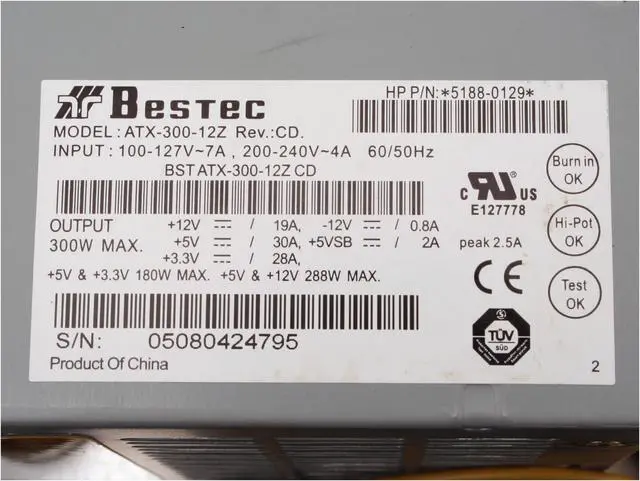 BESTEC
HP P/N:*5188-0129*
MODEL: ATX-300-12Z Rev.:CD.
INPUT: 100-127V~7A , 200-240V~4A 60/50Hz
BST ATX-300-12Z CD
Burn in
OK
C RU US
E127778
OUTPUT +12V ⎓ / 19A, -12V ⎓ / 0.8A
300W MAX. +5V ⎓ / 30A, +5VSB ⎓ / 2A peak 2.5A
+3.3V ⎓ / 28A,
+5V & +3.3V 180W MAX. +5V & +12V 288W MAX.
Hi-Pot
OK
CE
Test
OK
TÜV
SÜD
S/N: 05080424795
Product Of China
2